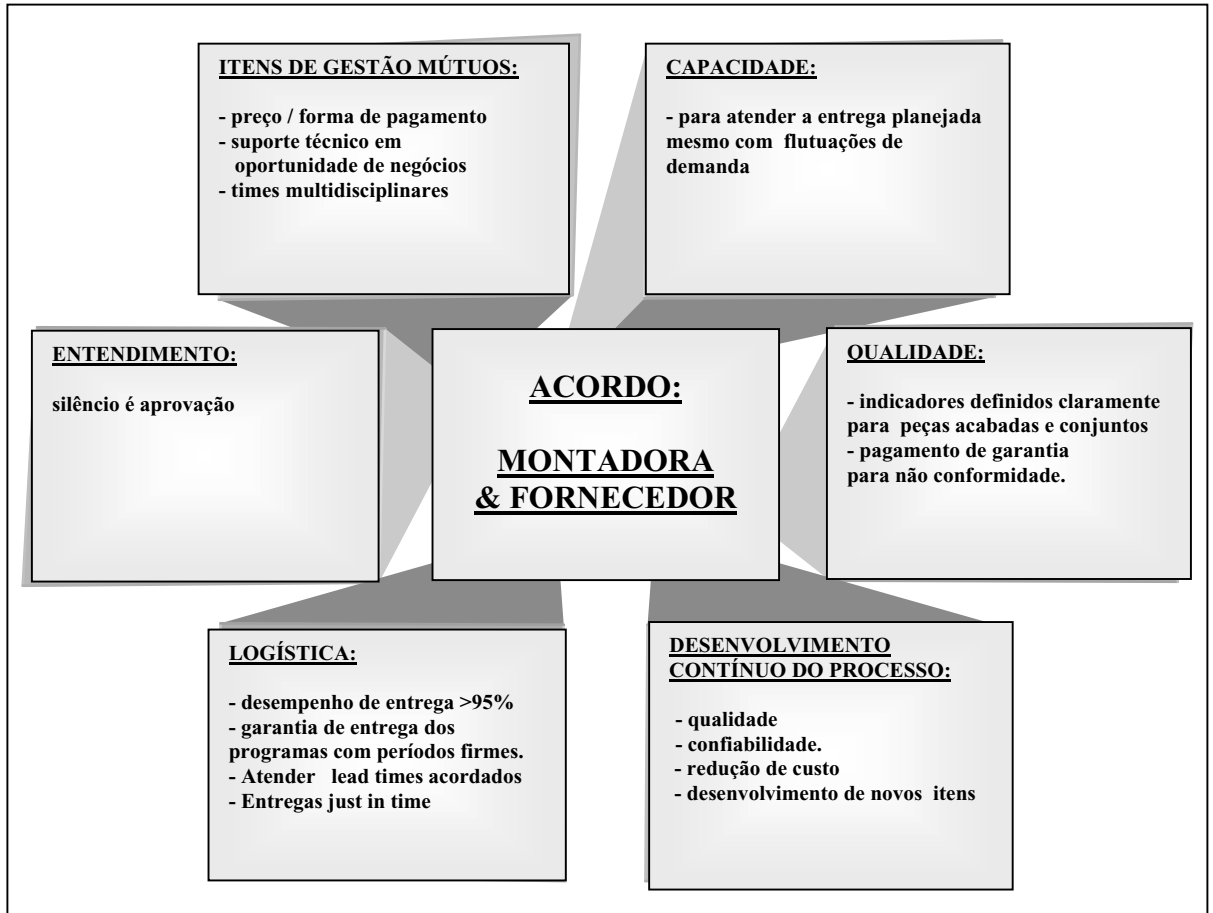 ITENS DE GESTÃO MÚTUOS:
- preço / forma de pagamento
- suporte técnico em
oportunidade de negócios
- times multidisciplinares
CAPACIDADE:
- para atender a entrega planejada
mesmo com flutuações de
demanda
ENTENDIMENTO:
silêncio é aprovação
ACORDO:
MONTADORA
& FORNECEDOR
QUALIDADE:
- indicadores definidos claramente
para peças acabadas e conjuntos
- pagamento de garantia
para não conformidade.
LOGÍSTICA:
- desempenho de entrega >95%
- garantia de entrega dos
programas com períodos firmes.
- Atender lead times acordados
- Entregas just in time
DESENVOLVIMENTO
CONTÍNUO DO PROCESSO:
- qualidade
- confiabilidade.
- redução de custo
- desenvolvimento de novos itens